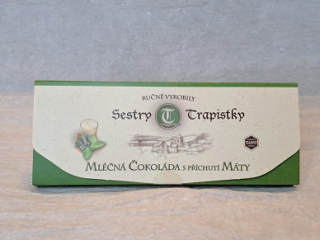 RUČNĚ VYROBILY
Sestry T Trapistky
MLÉČNÁ ČOKOLÁDA S PŘÍCHUTÍ MÁTY